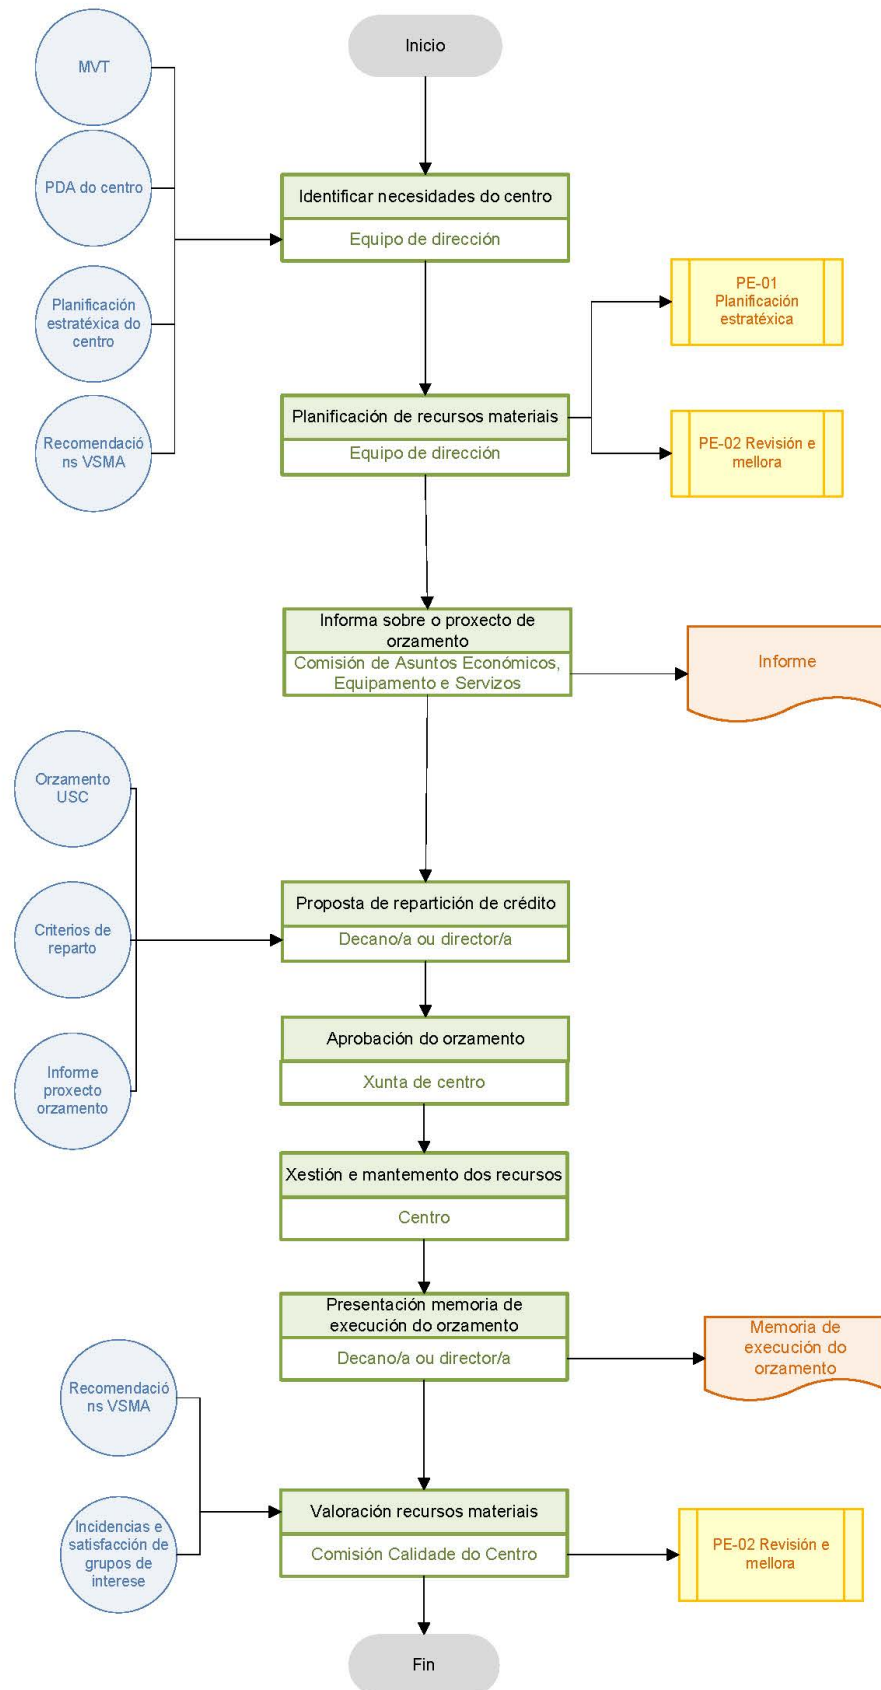 Inicio
MVT
PDA do centro
Planificación
estratéxica do
centro
Recomendació
ns VSMA
Identificar necesidades do centro
Equipo de dirección
PE-01
Planificación
estratéxica
Planificación de recursos materiais
Equipo de dirección
PE-02 Revisión e
mellora
Informa sobre o proxecto de
orzamento
Comisión de Asuntos Económicos,
Equipamento e Servizos
Informe
Orzamento
USC
Criterios de
reparto
Informe
proxecto
orzamento
Proposta de repartición de crédito
Decano/a ou director/a
Aprobación do orzamento
Xunta de centro
Xestión e mantemento dos recursos
Centro
Presentación memoria de
execución do orzamento
Decano/a ou director/a
Memoria de
execución do
orzamento
Recomendació
ns VSMA
Incidencias e
satisfacción de
grupos de
interese
Valoración recursos materiais
Comisión Calidade do Centro
PE-02 Revisión e
mellora
Fin